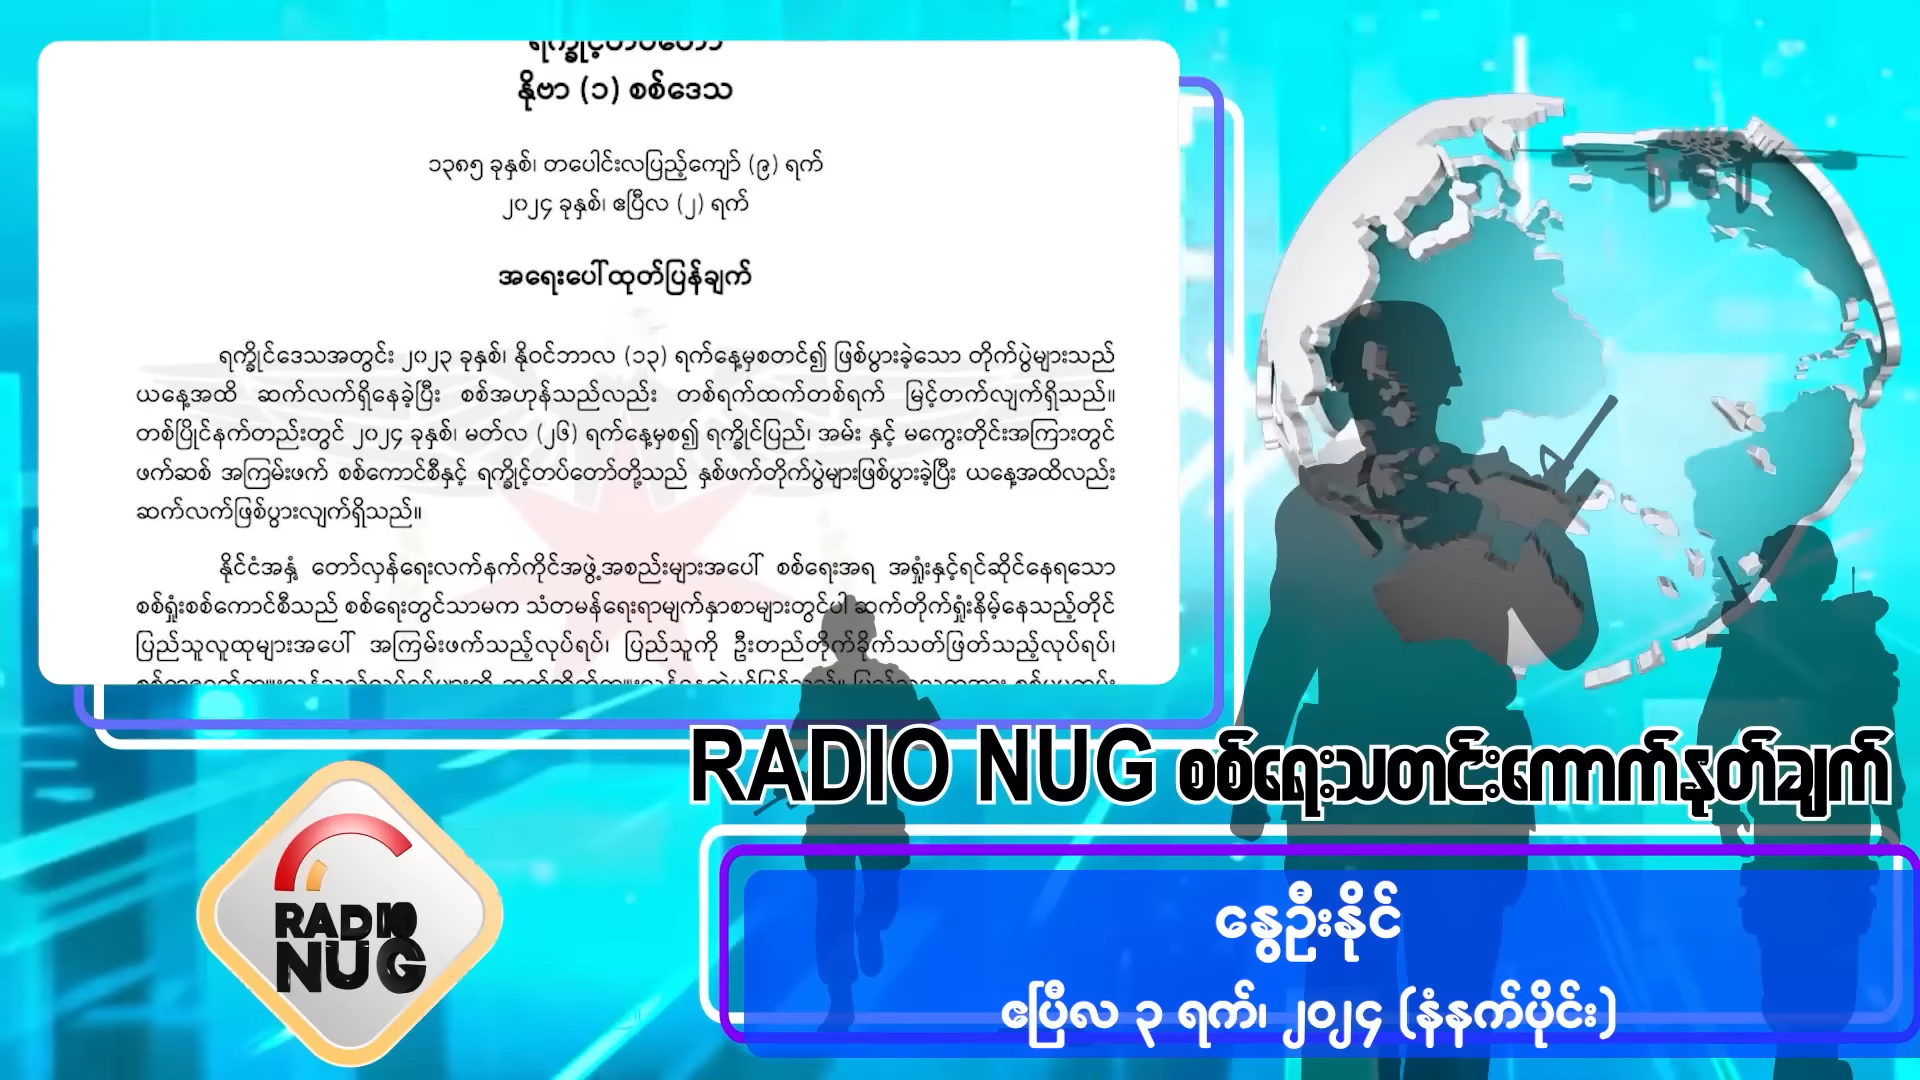 ရက္ခိုင့်တပ်တော်
နိုဗာ (၁) စစ်ဒေသ
၁၃၈၅ ခုနှစ်၊ တပေါင်းလပြည့်ကျော် (၉) ရက်
၂၀၂၄ ခုနှစ်၊ ဧပြီလ (၂) ရက်
အရေးပေါ်ထုတ်ပြန်ချက်
ရက္ခိုင်ဒေသအတွင်း ၂၀၂၃ ခုနှစ်၊ နိုဝင်ဘာလ (၁၃) ရက်နေ့မှစတင်၍ ဖြစ်ပွားခဲ့သော တိုက်ပွဲများသည်
ယနေ့အထိ ဆက်လက်ရှိနေခဲ့ပြီး စစ်အဟုန်သည်လည်း တစ်ရက်ထက်တစ်ရက် မြင့်တက်လျက်ရှိသည်။
တစ်ပြိုင်နက်တည်းတွင် ၂၀၂၄ ခုနှစ်၊ မတ်လ (၂၆) ရက်နေ့မှစ၍ ရက္ခိုင်ပြည်၊ အမ်း နှင့် မကွေးတိုင်းအကြားတွင်
ဖက်ဆစ် အကြမ်းဖက် စစ်ကောင်စီနှင့် ရက္ခိုင့်တပ်တော်တို့သည် နှစ်ဖက်တိုက်ပွဲများဖြစ်ပွားခဲ့ပြီး ယနေ့အထိလည်း
ဆက်လက်ဖြစ်ပွားလျက်ရှိသည်။
နိုင်ငံအနှံ့ တော်လှန်ရေးလက်နက်ကိုင်အဖွဲ့အစည်းများအပေါ် စစ်ရေးအရ အရှုံးနှင့်ရင်ဆိုင်နေရသော
စစ်ရှုံးစစ်ကောင်စီသည် စစ်ရေးတွင်သာမက သံတမန်ရေးရာမျက်နှာစာများတွင်ပါ ဆက်တိုက်ရှုံးနိမ့်နေသည့်တိုင်
ပြည်သူလူထုများအပေါ် အကြမ်းဖက်သည့်လုပ်ရပ်၊ ပြည်သူကို ဦးတည်တိုက်ခိုက်သတ်ဖြတ်သည့်လုပ်ရပ်၊
RADIO NUG စစ်ရေးသတင်းကောက်နုတ်ချက်
RADIO
NUG
နွေဦးနိုင်
ဧပြီလ ၃ ရက်၊ ၂၀၂၄ (နံနက်ပိုင်း)